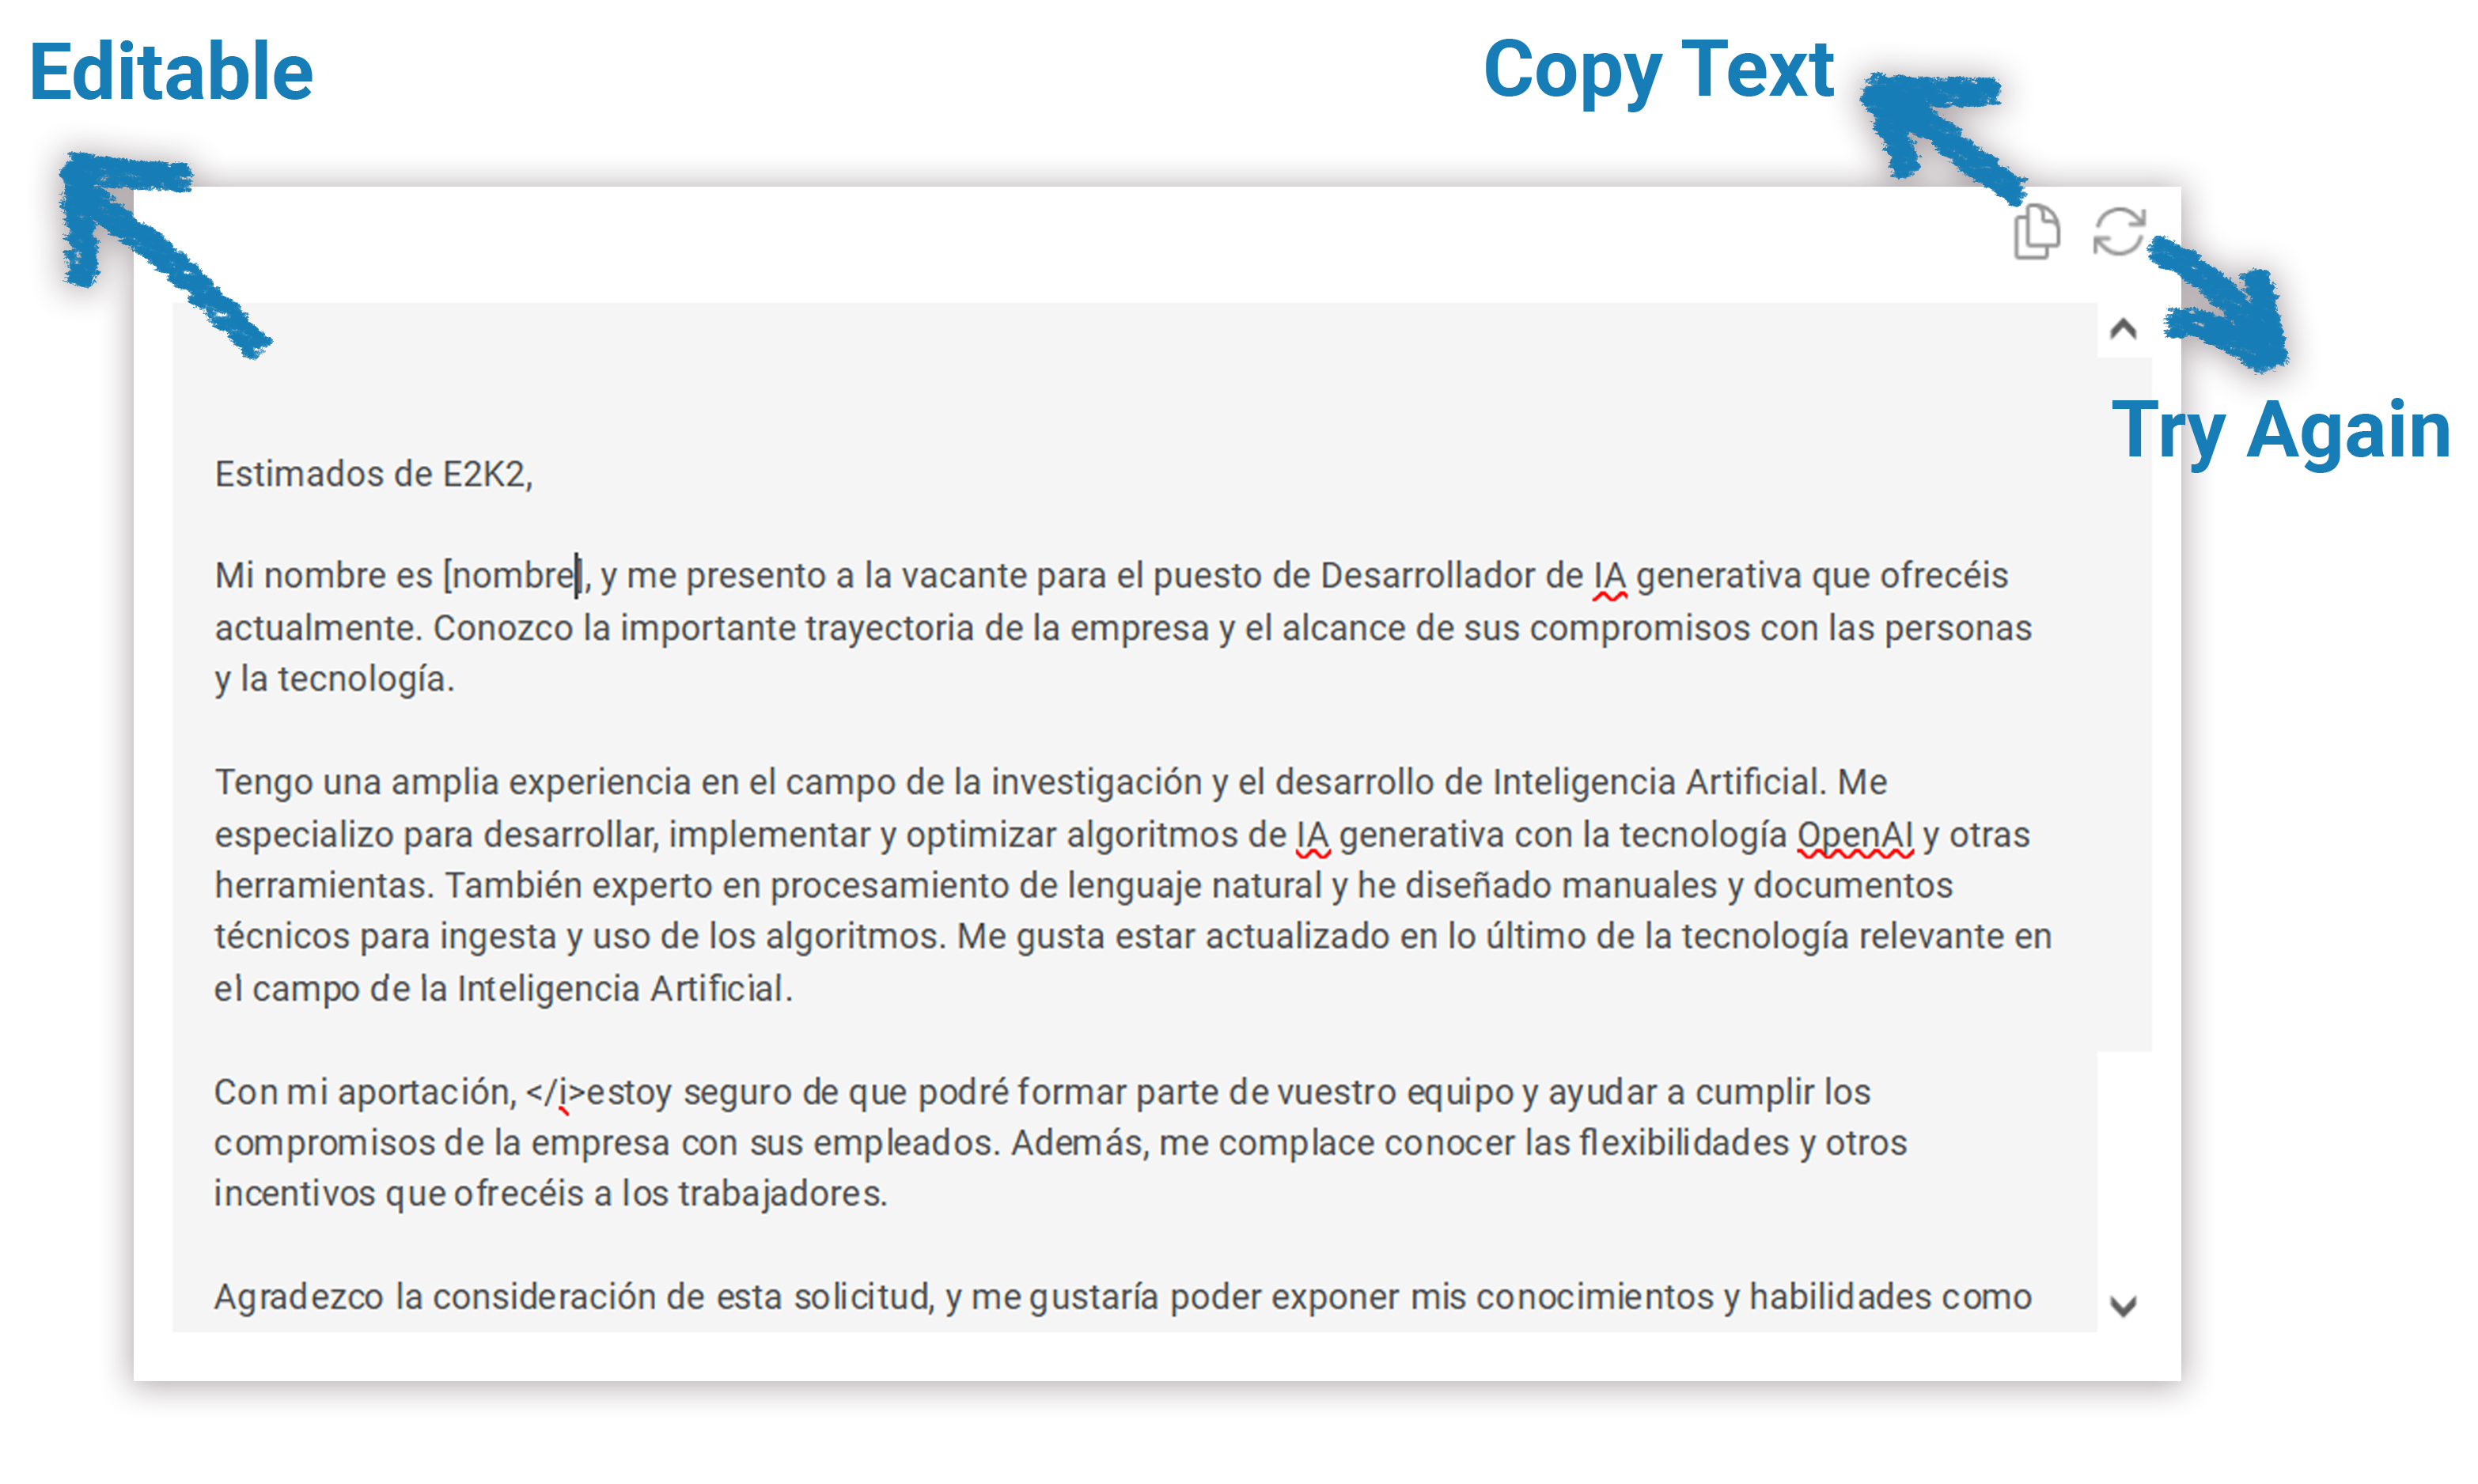 Editable
Copy Text
Try Again
Estimados de E2K2,
Mi nombre es [nombre], y me presento a la vacante para el puesto de Desarrollador de IA generativa que ofrecéis
actualmente. Conozco la importante trayectoria de la empresa y el alcance de sus compromisos con las personas
y la tecnología.
Tengo una amplia experiencia en el campo de la investigación y el desarrollo de Inteligencia Artificial. Me
especializo para desarrollar, implementar y optimizar algoritmos de IA generativa con la tecnología OpenAI y otras
herramientas. También experto en procesamiento de lenguaje natural y he diseñado manuales y documentos
técnicos para ingesta y uso de los algoritmos. Me gusta estar actualizado en lo último de la tecnología relevante en
el campo de la Inteligencia Artificial.
Con mi aportación, </i>estoy seguro de que podré formar parte de vuestro equipo y ayudar a cumplir los
compromisos de la empresa con sus empleados. Además, me complace conocer las flexibilidades y otros
incentivos que ofrecéis a los trabajadores.
Agradezco la consideración de esta solicitud, y me gustaría poder exponer mis conocimientos y habilidades como